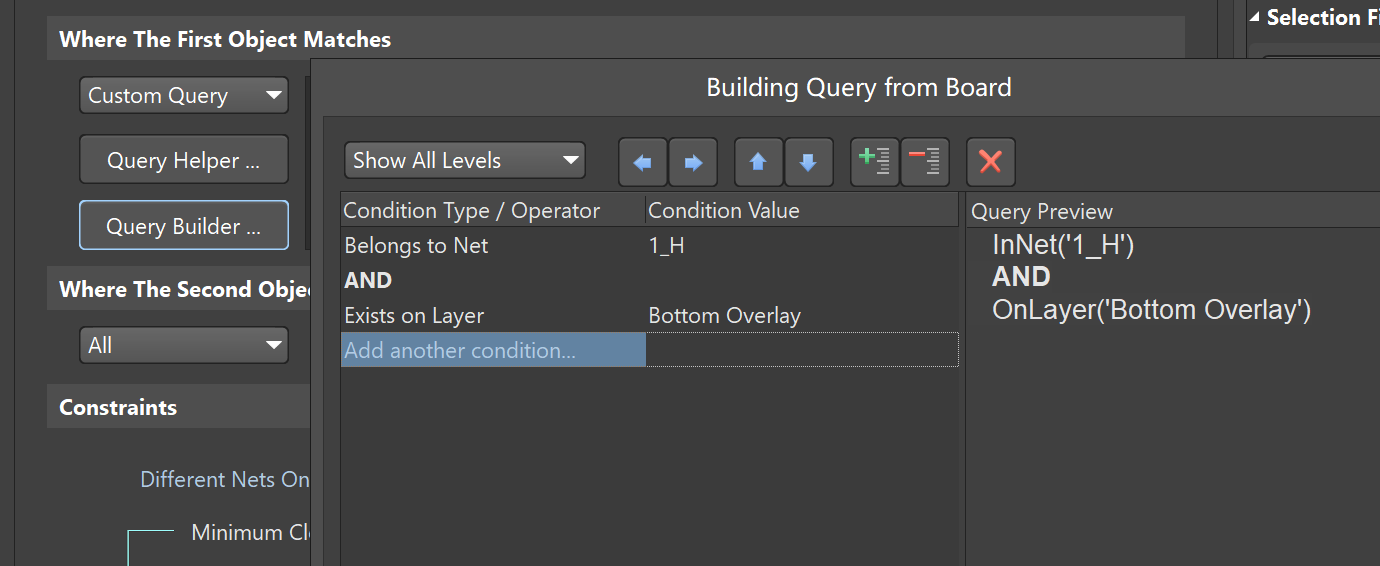 Where The First Object Matches
Selection Fi
Custom Query
Building Query from Board
Query Helper ...
Show All Levels
Query Builder ...
Condition Type / Operator Condition Value
Query Preview
Belongs to Net 1_H
InNet('1_H')
AND
AND
Exists on Layer Bottom Overlay
OnLayer('Bottom Overlay')
Add another condition...
Where The Second Obje
All
Constraints
Different Nets On
Minimum Cl